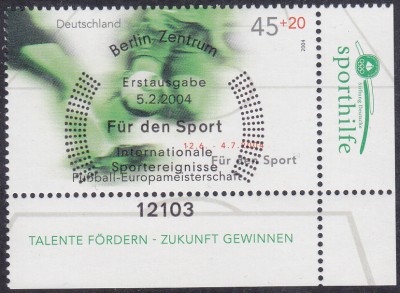 Deutschland
45+20
2004
Berlin Zentrum
Erstausgabe
5.2.2004
Für den Sport
12.6. - 4.7.2004
Internationale
Für den Sport
Sportereignisse
Fußball-Europameisterschaft
Stiftung Deutsche
sporthilfe
12103
TALENTE FÖRDERN - ZUKUNFT GEWINNEN